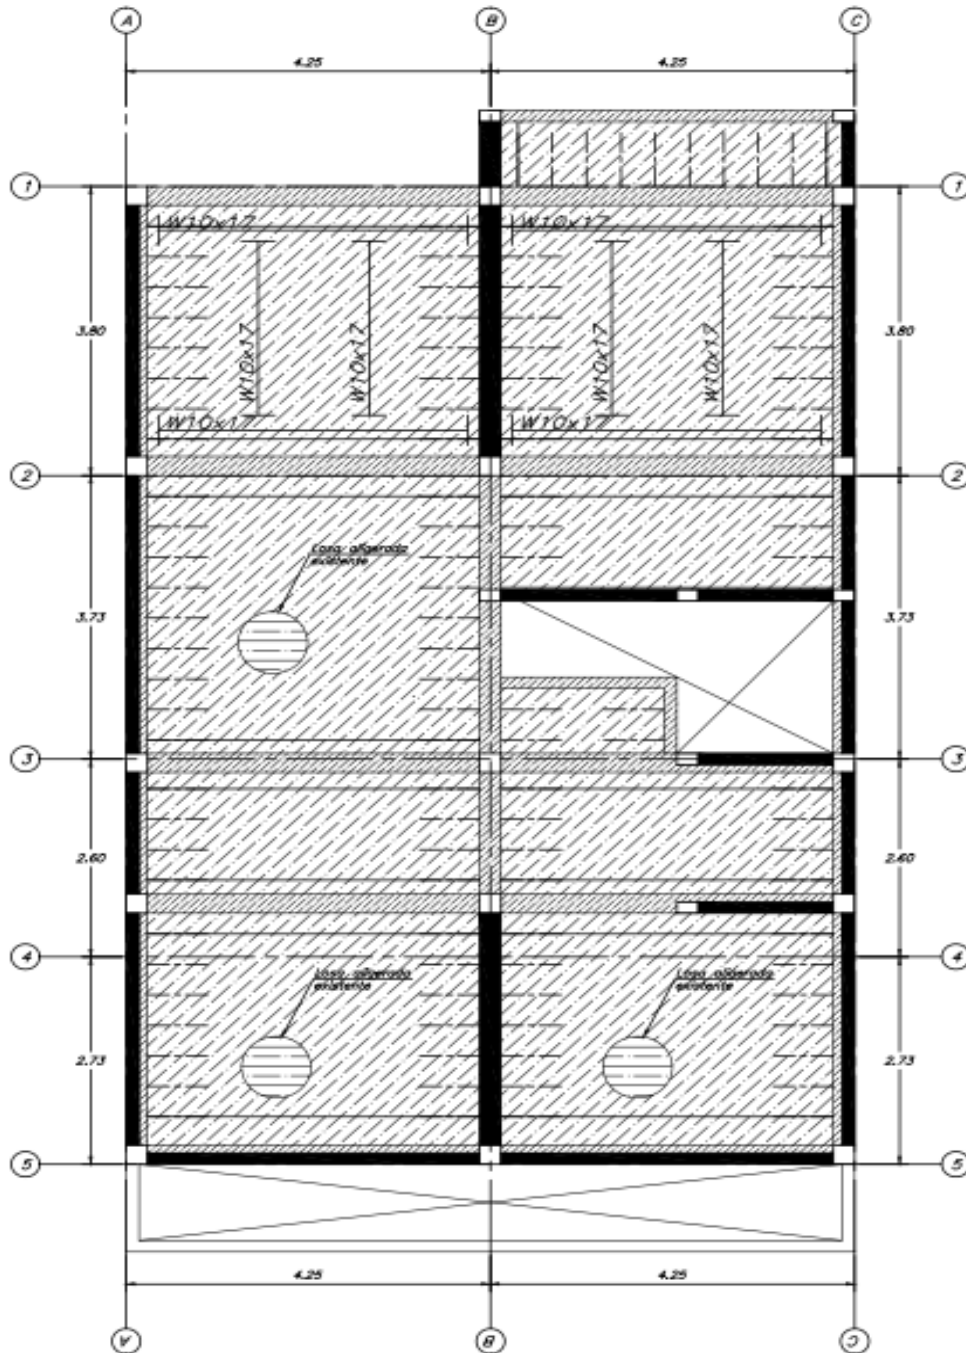 A B C
4.25 4.25
1 1
W10x17 W10x17
3.80 W10x17 W10x17 W10x17 W10x17 3.80
W10x17 W10x17
2 2
Losa aligerada
existente
3.73 3.73
3 3
2.60 2.60
4 4
Losa aligerada Losa aligerada
existente existente
2.73 2.73
5 5
4.25 4.25
A B C